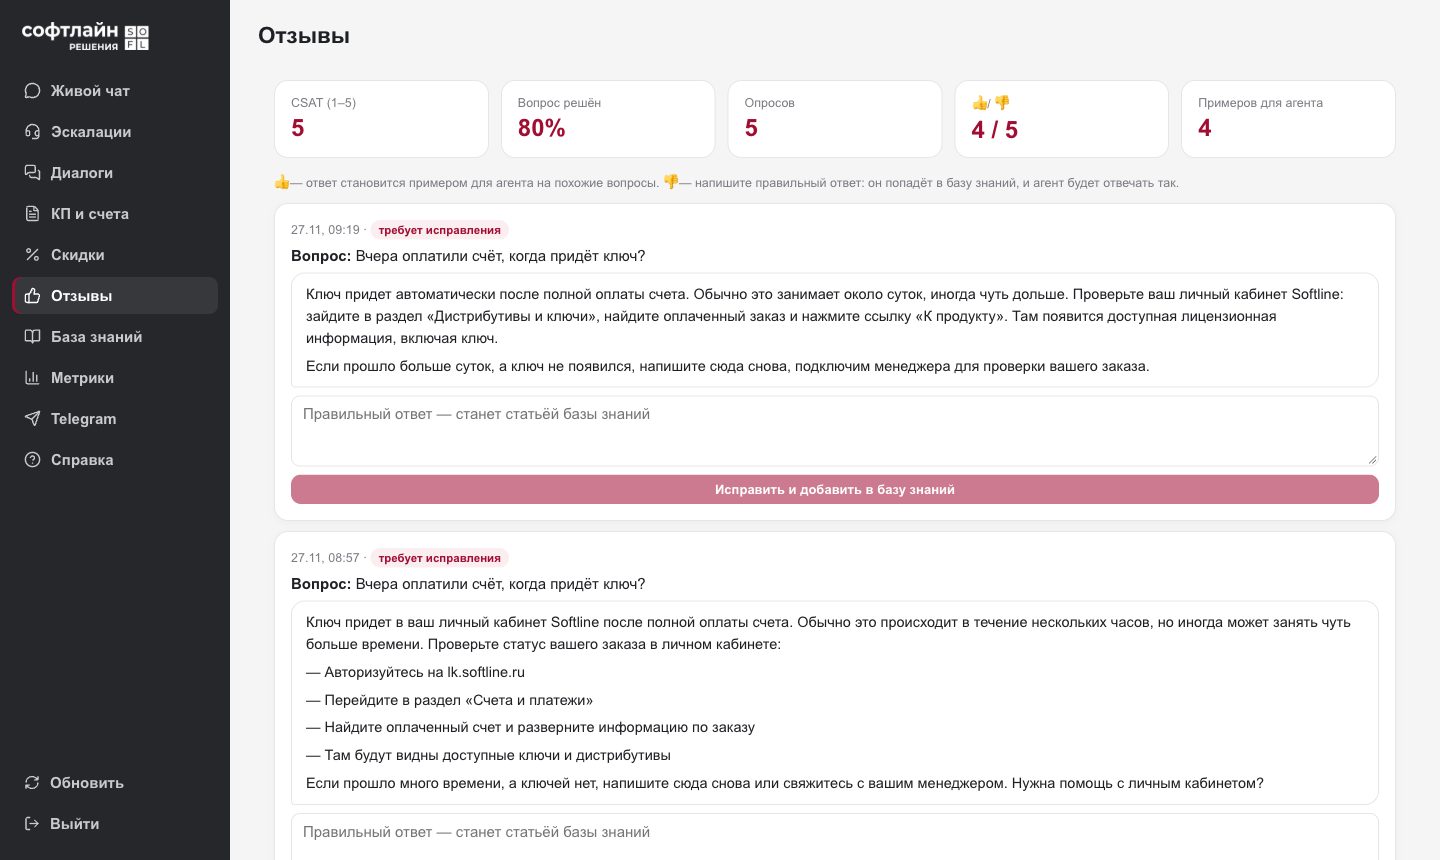 софтлайн
решения
SO
FL
Живой чат
Эскалации
Диалоги
КП и счета
Скидки
Отзывы
База знаний
Метрики
Telegram
Справка
Обновить
Выйти
Отзывы
CSAT (1–5)
5
Вопрос решён
80%
Опросов
5
👍/ 👎
4 / 5
Примеров для агента
4
👍— ответ становится примером для агента на похожие вопросы. 👎— напишите правильный ответ: он попадёт в базу знаний, и агент будет отвечать так.
27.11, 09:19 · требует исправления
Вопрос: Вчера оплатили счёт, когда придёт ключ?
Ключ придет автоматически после полной оплаты счета. Обычно это занимает около суток, иногда чуть дольше. Проверьте ваш личный кабинет Softline:
зайдите в раздел «Дистрибутивы и ключи», найдите оплаченный заказ и нажмите ссылку «К продукту». Там появится доступная лицензионная
информация, включая ключ.
Если прошло больше суток, а ключ не появился, напишите сюда снова, подключим менеджера для проверки вашего заказа.
Правильный ответ — станет статьёй базы знаний
Исправить и добавить в базу знаний
27.11, 08:57 · требует исправления
Вопрос: Вчера оплатили счёт, когда придёт ключ?
Ключ придет в ваш личный кабинет Softline после полной оплаты счета. Обычно это происходит в течение нескольких часов, но иногда может занять чуть
больше времени. Проверьте статус вашего заказа в личном кабинете:
— Авторизуйтесь на lk.softline.ru
— Перейдите в раздел «Счета и платежи»
— Найдите оплаченный счет и разверните информацию по заказу
— Там будут видны доступные ключи и дистрибутивы
Если прошло много времени, а ключей нет, напишите сюда снова или свяжитесь с вашим менеджером. Нужна помощь с личным кабинетом?
Правильный ответ — станет статьёй базы знаний